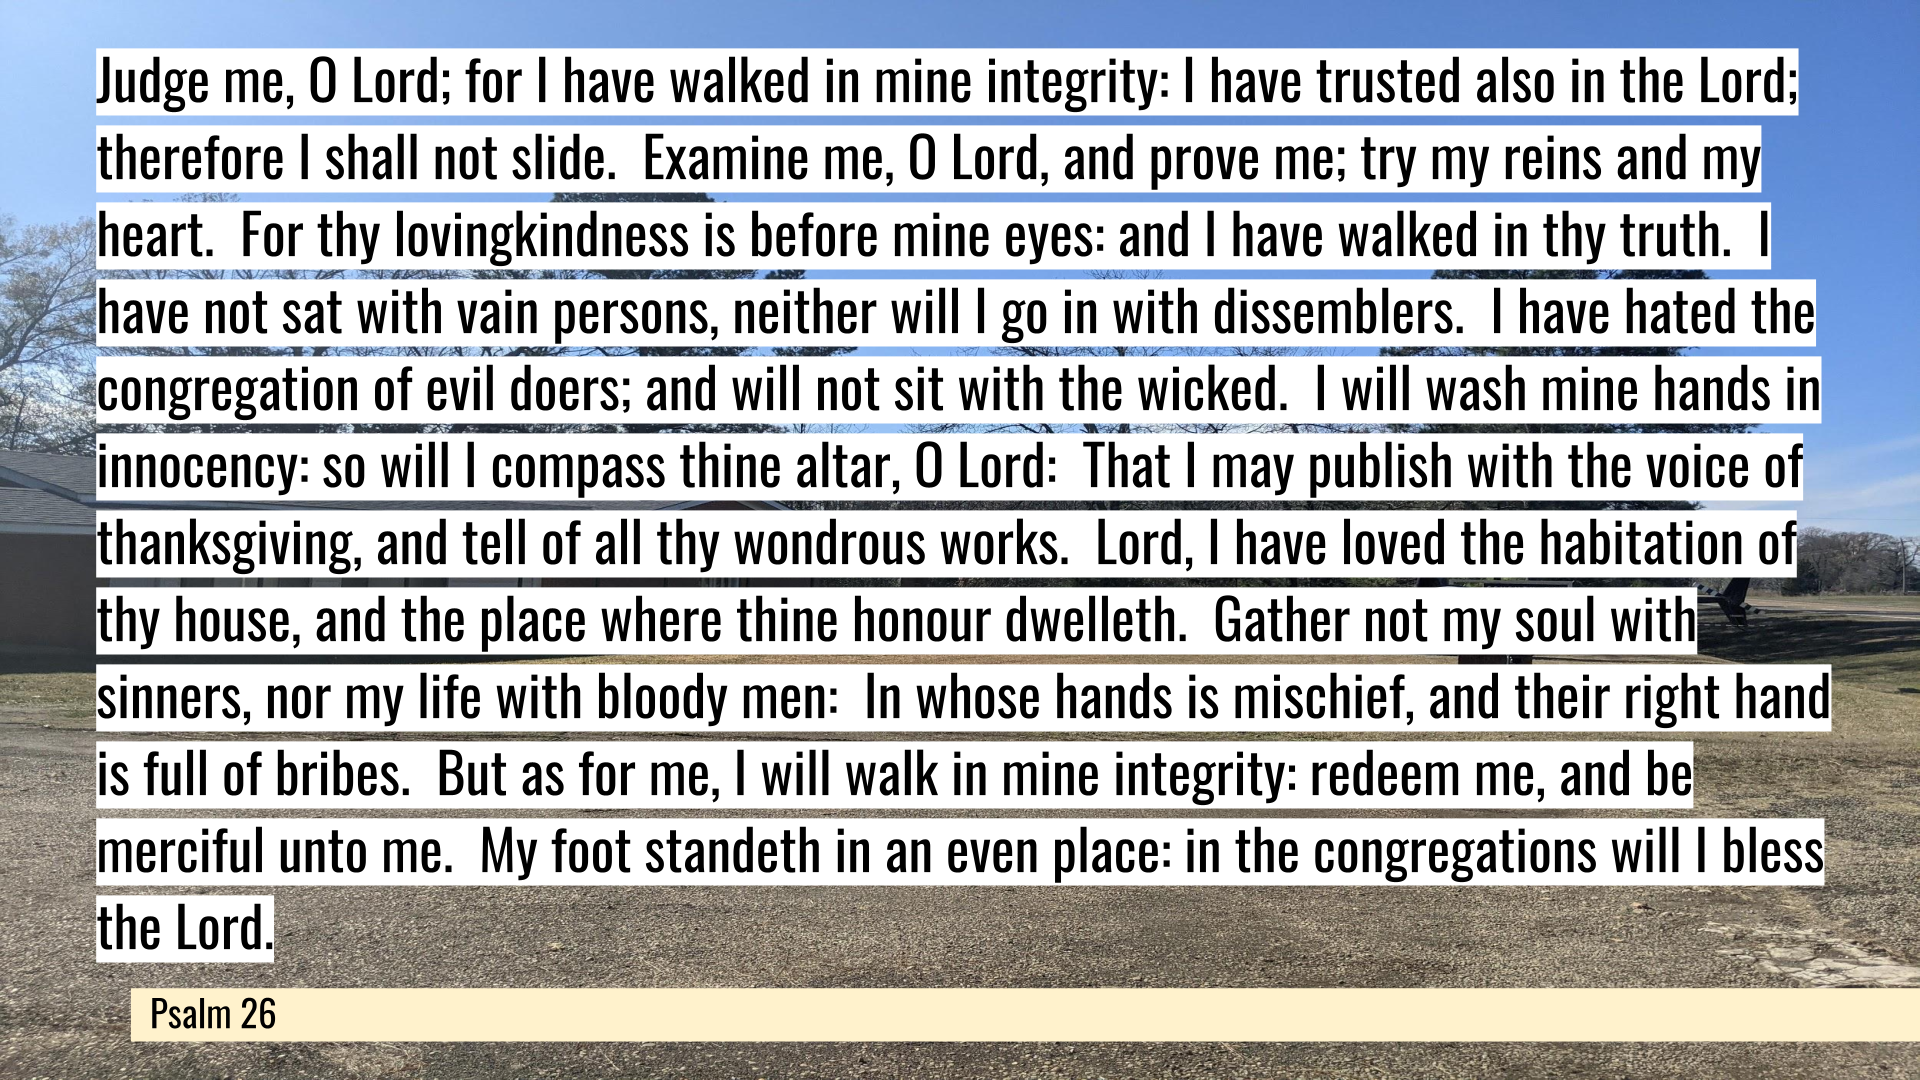 Judge me, O Lord; for I have walked in mine integrity: I have trusted also in the Lord;
therefore I shall not slide.  Examine me, O Lord, and prove me; try my reins and my
heart.  For thy lovingkindness is before mine eyes: and I have walked in thy truth.  I
have not sat with vain persons, neither will I go in with dissemblers.  I have hated the
congregation of evil doers; and will not sit with the wicked.  I will wash mine hands in
innocency: so will I compass thine altar, O Lord:  That I may publish with the voice of
thanksgiving, and tell of all thy wondrous works.  Lord, I have loved the habitation of
thy house, and the place where thine honour dwelleth.  Gather not my soul with
sinners, nor my life with bloody men:  In whose hands is mischief, and their right hand
is full of bribes.  But as for me, I will walk in mine integrity: redeem me, and be
merciful unto me.  My foot standeth in an even place: in the congregations will I bless
the Lord.
Psalm 26